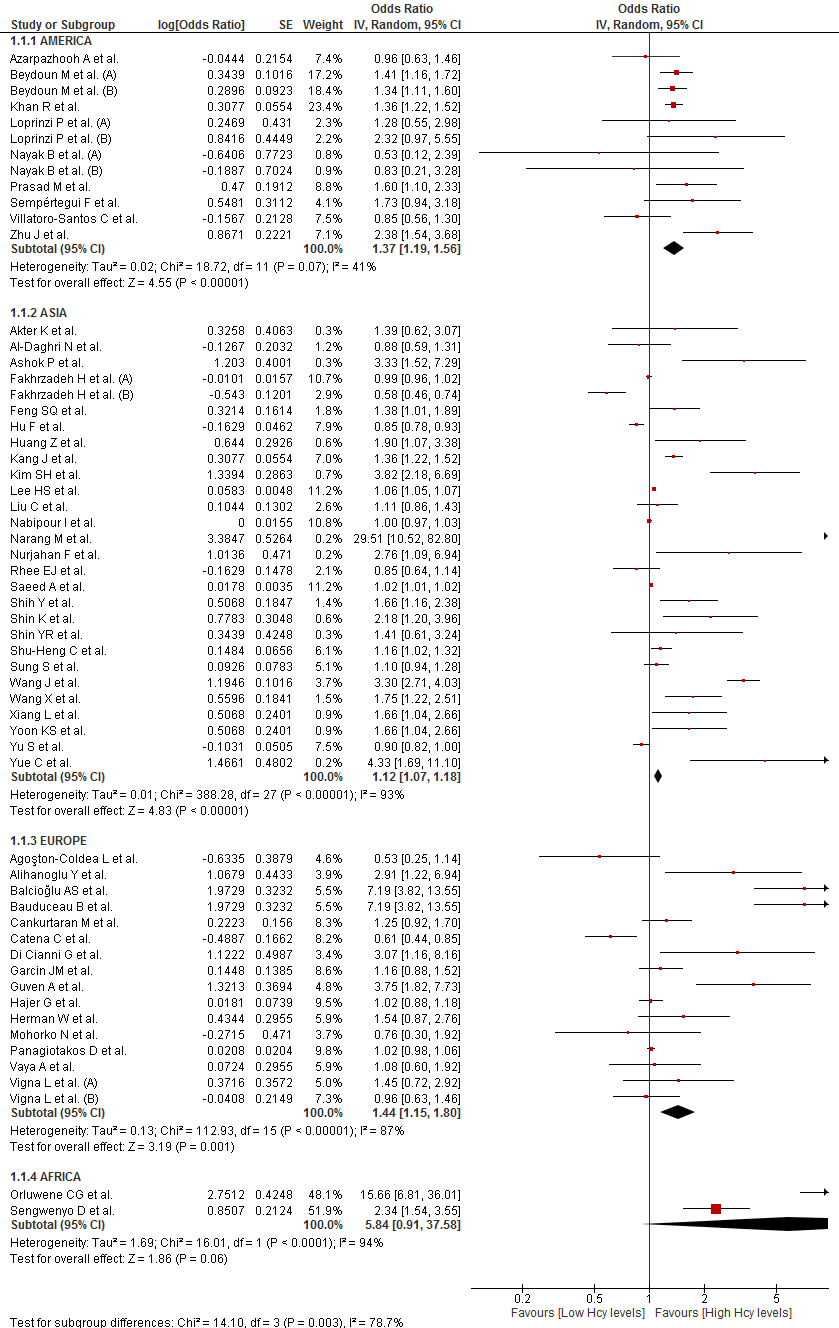 Odds Ratio Odds Ratio
Study or Subgroup log[Odds Ratio] SE Weight IV, Random, 95% CI IV, Random, 95% CI
1.1.1 AMERICA
Azarpazhooh A et al. -0.0444 0.2154 7.4% 0.96 [0.63, 1.46]
Beydoun M et al. (A) 0.3439 0.1016 17.2% 1.41 [1.16, 1.72]
Beydoun M et al. (B) 0.2896 0.0923 18.4% 1.34 [1.11, 1.60]
Khan R et al. 0.3077 0.0554 23.4% 1.36 [1.22, 1.52]
Loprinzi P et al. (A) 0.2469 0.431 2.3% 1.28 [0.55, 2.98]
Loprinzi P et al. (B) 0.8416 0.4449 2.2% 2.32 [0.97, 5.55]
Nayak B et al. (A) -0.6406 0.7723 0.8% 0.53 [0.12, 2.39]
Nayak B et al. (B) -0.1887 0.7024 0.9% 0.83 [0.21, 3.28]
Prasad M et al. 0.47 0.1912 8.8% 1.60 [1.10, 2.33]
Sempértegui F et al. 0.5481 0.3112 4.2% 1.73 [0.94, 3.18]
Villatoro-Santos C et al. -0.1567 0.2128 7.5% 0.85 [0.56, 1.30]
Zhu J et al. 0.8671 0.2221 7.1% 2.38 [1.54, 3.68]
Subtotal (95% CI) 100.0% 1.37 [1.19, 1.56]
Heterogeneity: Tau² = 0.02; Chi² = 18.72, df = 11 (P = 0.07); I² = 41%
Test for overall effect: Z = 4.55 (P < 0.00001)
1.1.2 ASIA
Akter K et al. 0.3258 0.4063 0.3% 1.39 [0.62, 3.07]
Al-Daghri N et al. -0.1267 0.2032 1.2% 0.88 [0.59, 1.31]
Ashok P et al. 1.203 0.4001 0.3% 3.33 [1.52, 7.29]
Fakhrzadeh H et al. (A) -0.0101 0.0157 10.7% 0.99 [0.96, 1.02]
Fakhrzadeh H et al. (B) -0.543 0.1201 2.9% 0.58 [0.46, 0.74]
Feng SQ et al. 0.3214 0.1614 1.8% 1.38 [1.01, 1.89]
Hu F et al. -0.1629 0.0462 7.9% 0.85 [0.78, 0.93]
Huang Z et al. 0.644 0.2926 0.6% 1.90 [1.07, 3.38]
Kang J et al. 0.3077 0.0554 7.0% 1.36 [1.22, 1.52]
Kim SH et al. 1.3394 0.2863 0.7% 3.82 [2.18, 6.69]
Lee HS et al. 0.0583 0.0048 11.2% 1.06 [1.05, 1.07]
Liu C et al. 0.1044 0.1302 2.6% 1.11 [0.86, 1.43]
Nabipour I et al. 0 0.0155 10.8% 1.00 [0.97, 1.03]
Narang M et al. 3.3847 0.5264 0.2% 29.51 [10.52, 82.80]
Nurjahan F et al. 1.0136 0.471 0.2% 2.76 [1.09, 6.94]
Rhee EJ et al. -0.1629 0.1478 2.1% 0.85 [0.64, 1.14]
Saeed A et al. 0.0178 0.0035 11.2% 1.02 [1.01, 1.02]
Shih Y et al. 0.5068 0.1847 1.4% 1.66 [1.16, 2.38]
Shin K et al. 0.7783 0.3048 0.6% 2.18 [1.20, 3.96]
Shin YR et al. 0.3439 0.4248 0.3% 1.41 [0.61, 3.24]
Shu-Heng C et al. 0.1484 0.0656 6.1% 1.16 [1.02, 1.32]
Sung S et al. 0.0926 0.0783 5.1% 1.10 [0.94, 1.28]
Wang J et al. 1.1946 0.1016 3.7% 3.30 [2.71, 4.03]
Wang X et al. 0.5596 0.1841 1.5% 1.75 [1.22, 2.51]
Xiang L et al. 0.5068 0.2401 0.9% 1.66 [1.04, 2.66]
Yoon KS et al. 0.5068 0.2401 0.9% 1.66 [1.04, 2.66]
Yu S et al. -0.1031 0.0505 7.5% 0.90 [0.82, 1.00]
Yue C et al. 1.4661 0.4802 0.2% 4.33 [1.69, 11.10]
Subtotal (95% CI) 100.0% 1.12 [1.07, 1.18]
Heterogeneity: Tau² = 0.01; Chi² = 388.28, df = 27 (P < 0.00001); I² = 93%
Test for overall effect: Z = 4.83 (P < 0.00001)
1.1.3 EUROPE
Agoşton-Coldea L et al. -0.6335 0.3879 4.6% 0.53 [0.25, 1.14]
Alihanoglu Y et al. 1.0679 0.4433 3.9% 2.91 [1.22, 6.94]
Balcioğlu AS et al. 1.9729 0.3232 5.5% 7.19 [3.82, 13.55]
Bauduceau B et al. 1.9729 0.3232 5.5% 7.19 [3.82, 13.55]
Cankurtaran M et al. 0.2223 0.156 8.3% 1.25 [0.92, 1.70]
Catena C et al. -0.4887 0.1662 8.2% 0.61 [0.44, 0.85]
Di Cianni G et al. 1.1222 0.4987 3.4% 3.07 [1.16, 8.16]
Garcin JM et al. 0.1448 0.1385 8.6% 1.16 [0.88, 1.52]
Guven A et al. 1.3213 0.3694 4.8% 3.75 [1.82, 7.73]
Hajer G et al. 0.0181 0.0739 9.5% 1.02 [0.88, 1.18]
Herman W et al. 0.4344 0.2955 5.9% 1.54 [0.87, 2.76]
Mohorko N et al. -0.2715 0.471 3.7% 0.76 [0.30, 1.92]
Panagiotakos D et al. 0.0208 0.0204 9.8% 1.02 [0.98, 1.06]
Vaya A et al. 0.0724 0.2955 5.9% 1.08 [0.60, 1.92]
Vigna L et al. (A) 0.3716 0.3572 5.0% 1.45 [0.72, 2.92]
Vigna L et al. (B) -0.0408 0.2149 7.3% 0.96 [0.63, 1.46]
Subtotal (95% CI) 100.0% 1.44 [1.15, 1.80]
Heterogeneity: Tau² = 0.13; Chi² = 112.93, df = 15 (P < 0.00001); I² = 87%
Test for overall effect: Z = 3.19 (P = 0.001)
1.1.4 AFRICA
Orluwene CG et al. 2.7512 0.4248 48.1% 15.66 [6.81, 36.01]
Sengwenyo D et al. 0.8507 0.2124 51.9% 2.34 [1.54, 3.55]
Subtotal (95% CI) 100.0% 5.84 [0.91, 37.58]
Heterogeneity: Tau² = 1.69; Chi² = 16.01, df = 1 (P < 0.0001); I² = 94%
Test for overall effect: Z = 1.86 (P = 0.06)
0.2 0.5 1 2 5
Favours [Low Hcy levels] Favours [High Hcy levels]
Test for subgroup differences: Chi² = 14.10, df = 3 (P = 0.003), I² = 78.7%